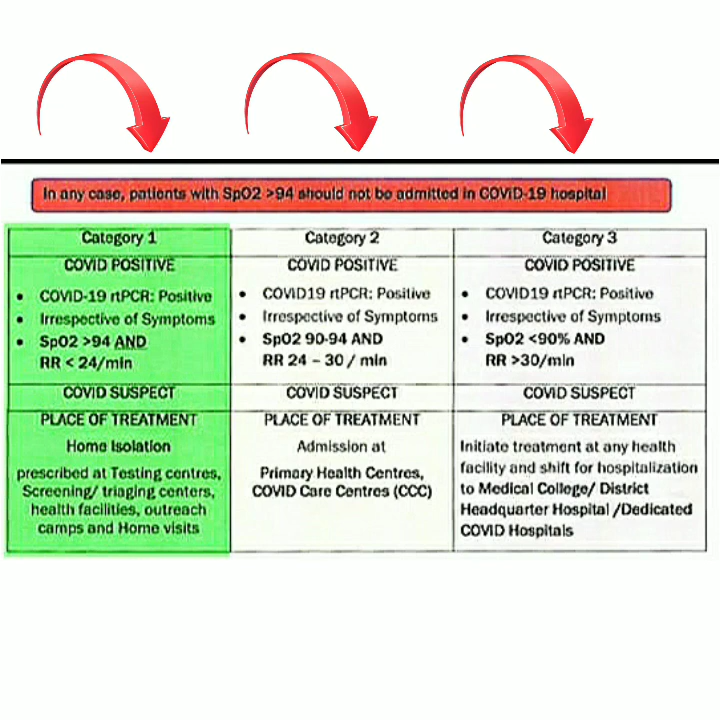 In any case, patients with SpO2 >94 should not be admitted in COVID-19 hospital
Category 1
COVID POSITIVE
• COVID-19 rtPCR: Positive
• Irrespective of Symptoms
• SpO2 >94 AND
RR < 24/min
COVID SUSPECT
PLACE OF TREATMENT
Home Isolation
prescribed at Testing centres,
Screening/ triaging centers,
health facilities, outreach
camps and Home visits
Category 2
COVID POSITIVE
• COVID19 rtPCR: Positive
• Irrespective of Symptoms
• SpO2 90-94 AND
RR 24 – 30 / min
COVID SUSPECT
PLACE OF TREATMENT
Admission at
Primary Health Centres,
COVID Care Centres (CCC)
Category 3
COVID POSITIVE
• COVID19 rtPCR: Positive
• Irrespective of Symptoms
• SpO2 <90% AND
RR >30/min
COVID SUSPECT
PLACE OF TREATMENT
Initiate treatment at any health
facility and shift for hospitalization
to Medical College/ District
Headquarter Hospital /Dedicated
COVID Hospitals